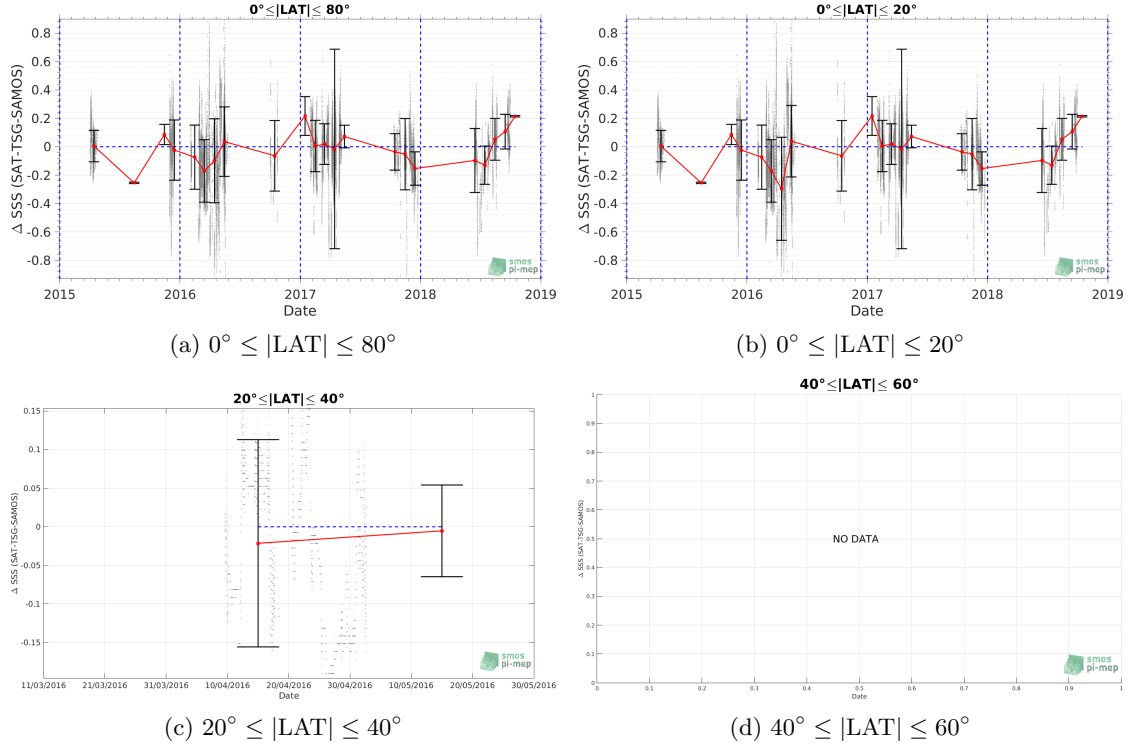 0°≤|LAT|≤ 80°
0.8
0.6
0.4
0.2
0
-0.2
-0.4
-0.6
-0.8
Δ SSS (SAT-TSG-SAMOS)
2015
2016
2017
2018
2019
Date
smos
pi-mep
(a) 0° ≤ |LAT| ≤ 80°
0°≤|LAT|≤ 20°
0.8
0.6
0.4
0.2
0
-0.2
-0.4
-0.6
-0.8
Δ SSS (SAT-TSG-SAMOS)
2015
2016
2017
2018
2019
Date
smos
pi-mep
(b) 0° ≤ |LAT| ≤ 20°
20°≤|LAT|≤ 40°
0.15
0.1
0.05
0
-0.05
-0.1
-0.15
Δ SSS (SAT-TSG-SAMOS)
11/03/2016
21/03/2016
31/03/2016
10/04/2016
20/04/2016
30/04/2016
10/05/2016
20/05/2016
30/05/2016
Date
smos
pi-mep
(c) 20° ≤ |LAT| ≤ 40°
40°≤|LAT|≤ 60°
1
0.9
0.8
0.7
0.6
0.5
0.4
0.3
0.2
0.1
0
Δ SSS (SAT-TSG-SAMOS)
NO DATA
0
0.1
0.2
0.3
0.4
0.5
0.6
0.7
0.8
0.9
1
Date
smos
pi-mep
(d) 40° ≤ |LAT| ≤ 60°